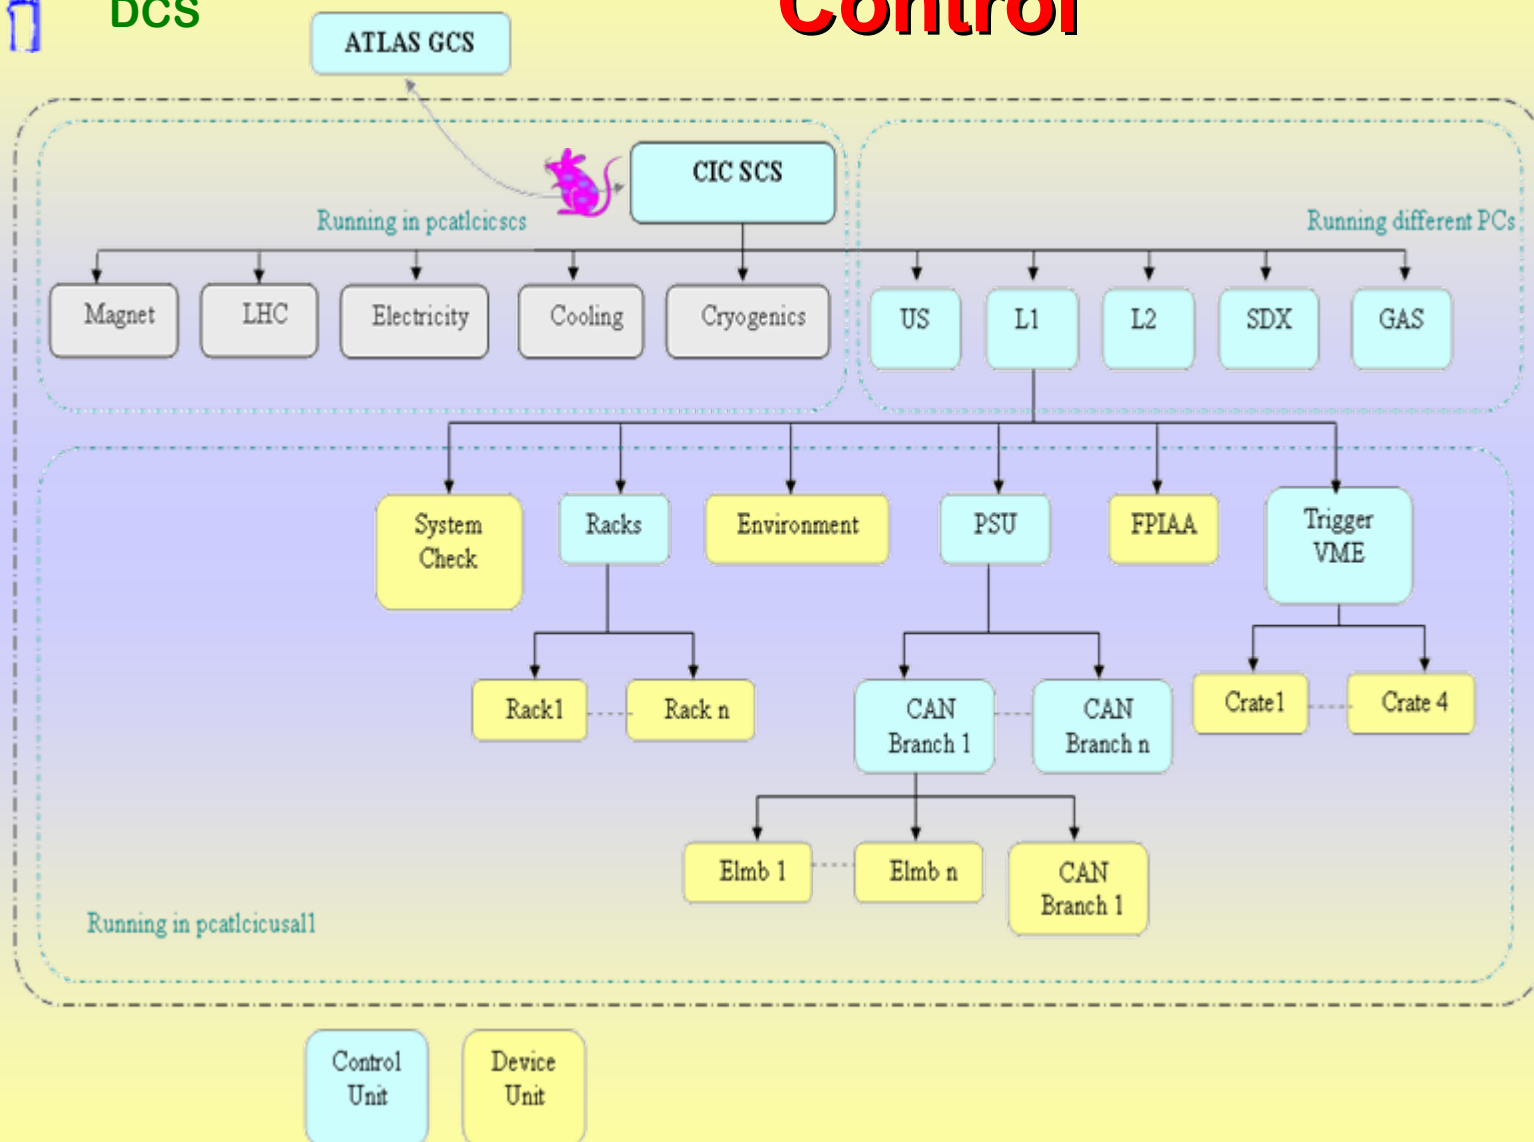 DCS
Control
ATLAS GCS
CIC SCS
Running in pcatlcicscs
Running different PCs
Magnet
LHC
Electricity
Cooling
Cryogenics
US
L1
L2
SDX
GAS
System
Check
Racks
Environment
PSU
FPIAA
Trigger
VME
Rack1
Rack n
CAN
Branch 1
CAN
Branch n
Crate1
Crate 4
Elmb 1
Elmb n
CAN
Branch 1
Running in pcatlcicusal1
Control
Unit
Device
Unit